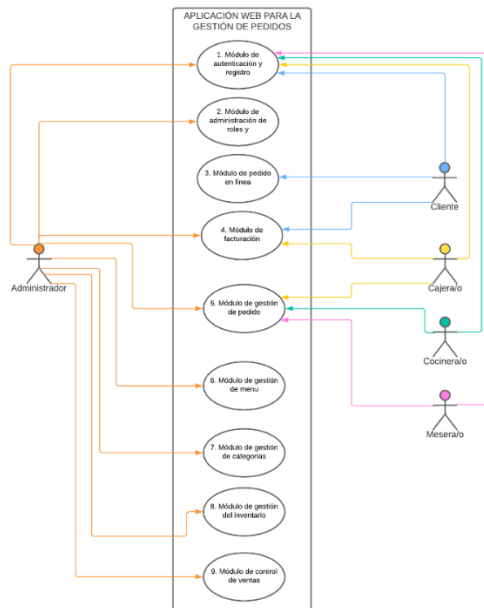 APLICACIÓN WEB PARA LA
GESTIÓN DE PEDIDOS
1. Módulo de
autenticación y
registro
2. Módulo de
administración de
roles y
3. Módulo de pedido
en línea
Cliente
4. Módulo de
facturación
Administrador
Cajera/o
5. Módulo de gestión
de pedido
Cocinera/o
6. Módulo de gestión
de menu
Mesera/o
7. Módulo de gestión
de categorias
8. Módulo de gestión
del inventario
9. Módulo de control
de ventas